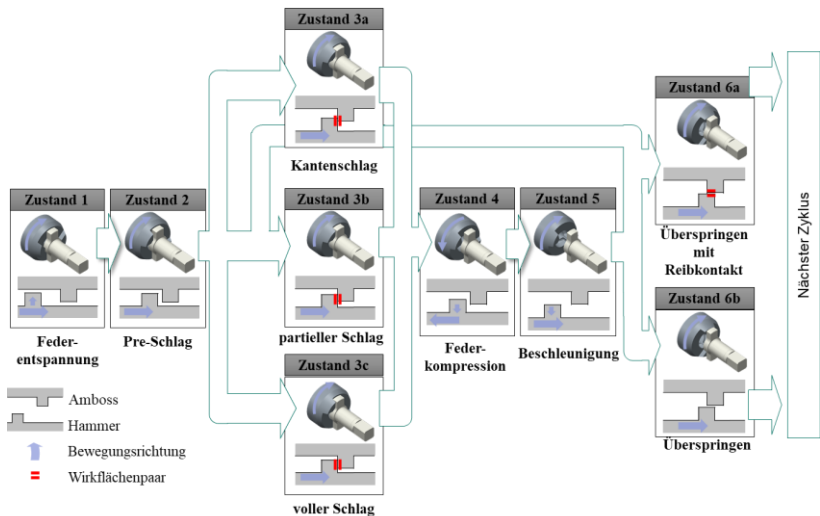 Zustand 3a
Kantenschlag
Zustand 1
Feder-
entspannung
Zustand 2
Pre-Schlag
Zustand 3b
partieller Schlag
Zustand 3c
voller Schlag
Zustand 4
Feder-
kompression
Zustand 5
Beschleunigung
Zustand 6a
Überspringen
mit
Reibkontakt
Zustand 6b
Überspringen
Nächster Zyklus
Amboss
Hammer
Bewegungsrichtung
Wirkflächenpaar